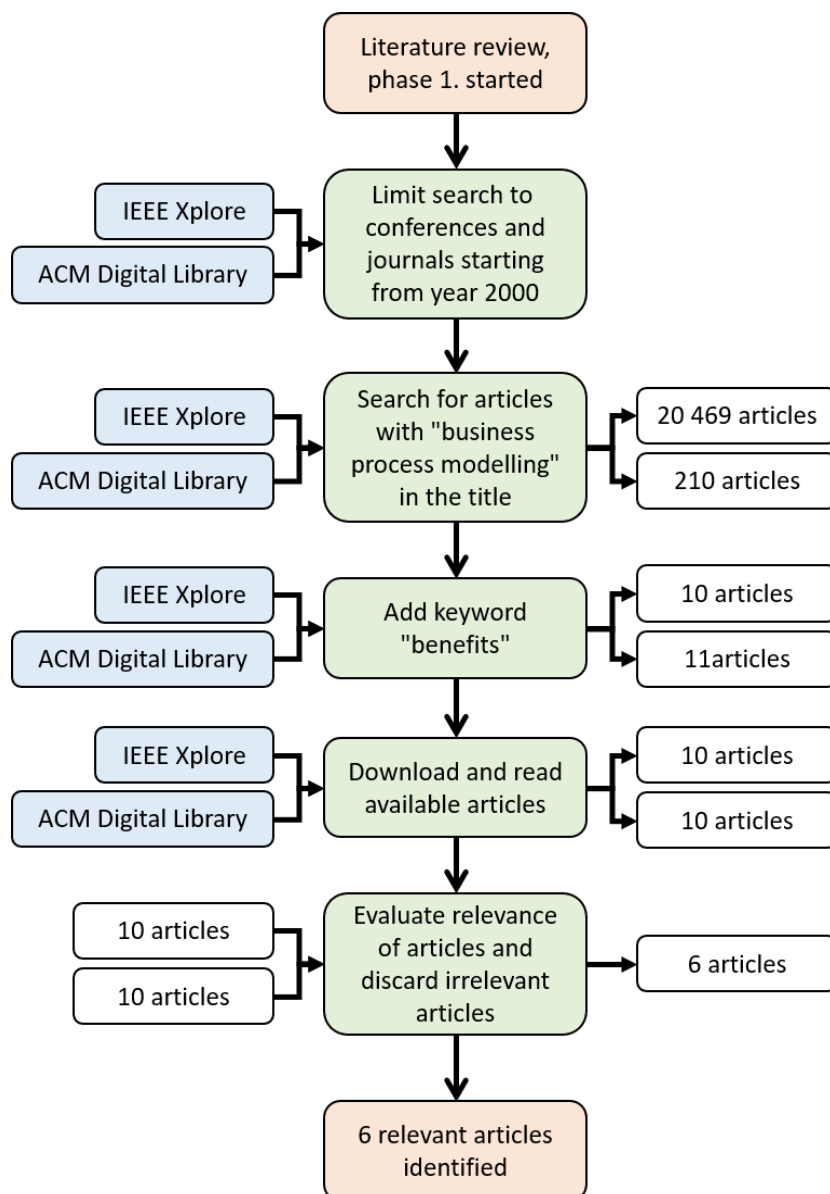 Literature review,
phase 1. started
IEEE Xplore
ACM Digital Library
Limit search to
conferences and
journals starting
from year 2000
IEEE Xplore
ACM Digital Library
Search for articles
with "business
process modelling"
in the title
20 469 articles
210 articles
IEEE Xplore
ACM Digital Library
Add keyword
"benefits"
10 articles
11articles
IEEE Xplore
ACM Digital Library
Download and read
available articles
10 articles
10 articles
10 articles
10 articles
Evaluate relevance
of articles and
discard irrelevant
articles
6 articles
6 relevant articles
identified